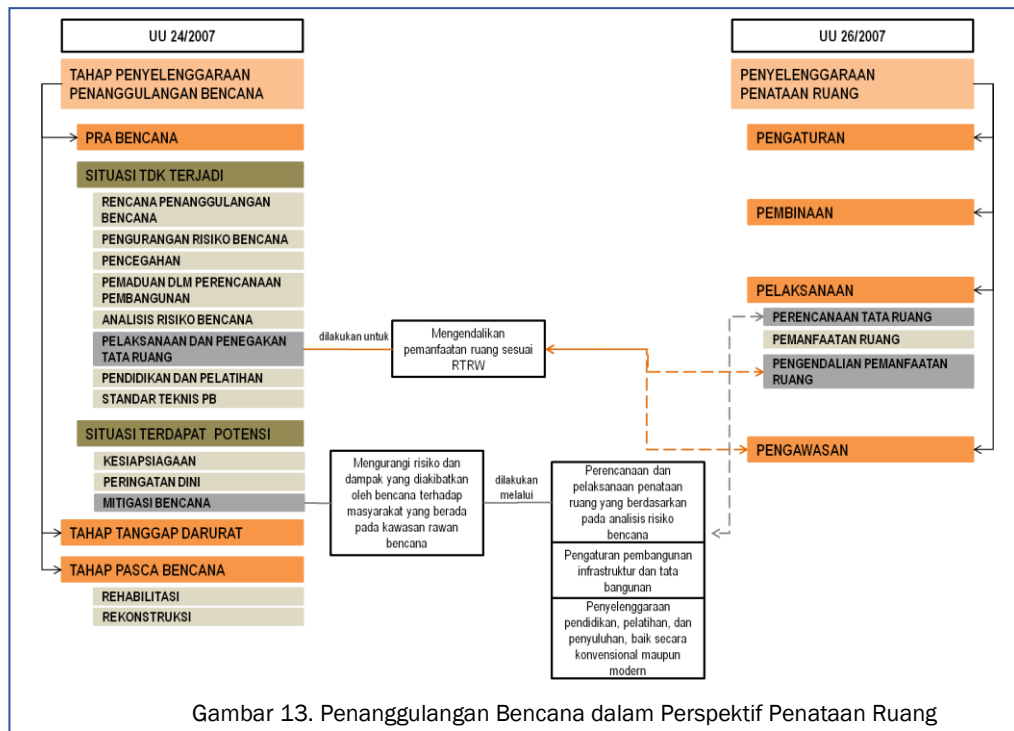 UU 24/2007
TAHAP PENYELENGGARAAN
PENANGGULANGAN BENCANA
PRA BENCANA
SITUASI TDK TERJADI
RENCANA PENANGGULANGAN
BENCANA
PENGURANGAN RISIKO BENCANA
PENCEGAHAN
PEMADUAN DLM PERENCANAAN
PEMBANGUNAN
ANALISIS RISIKO BENCANA
PELAKSANAAN DAN PENEGAKAN
TATA RUANG
PENDIDIKAN DAN PELATIHAN
STANDAR TEKNIS PB
SITUASI TERDAPAT POTENSI
KESIAPSIAGAAN
PERINGATAN DINI
MITIGASI BENCANA
TAHAP TANGGAP DARURAT
TAHAP PASCA BENCANA
REHABILITASI
REKONSTRUKSI
dilakukan untuk
Mengendalikan
pemanfaatan ruang sesuai
RTRW
Mengurangi risiko dan
dampak yang diakibatkan
oleh bencana terhadap
masyarakat yang berada
pada kawasan rawan
bencana
dilakukan
melalui
Perencanaan dan
pelaksanaan penataan
ruang yang berdasarkan
pada analisis risiko
bencana
Pengaturan pembangunan
infrastruktur dan tata
bangunan
Penyelenggaraan
pendidikan, pelatihan, dan
penyuluhan, baik secara
konvensional maupun
modern
UU 26/2007
PENYELENGGARAAN
PENATAAN RUANG
PENGATURAN
PEMBINAAN
PELAKSANAAN
PERENCANAAN TATA RUANG
PEMANFAATAN RUANG
PENGENDALIAN PEMANFAATAN
RUANG
PENGAWASAN
Gambar 13. Penanggulangan Bencana dalam Perspektif Penataan Ruang